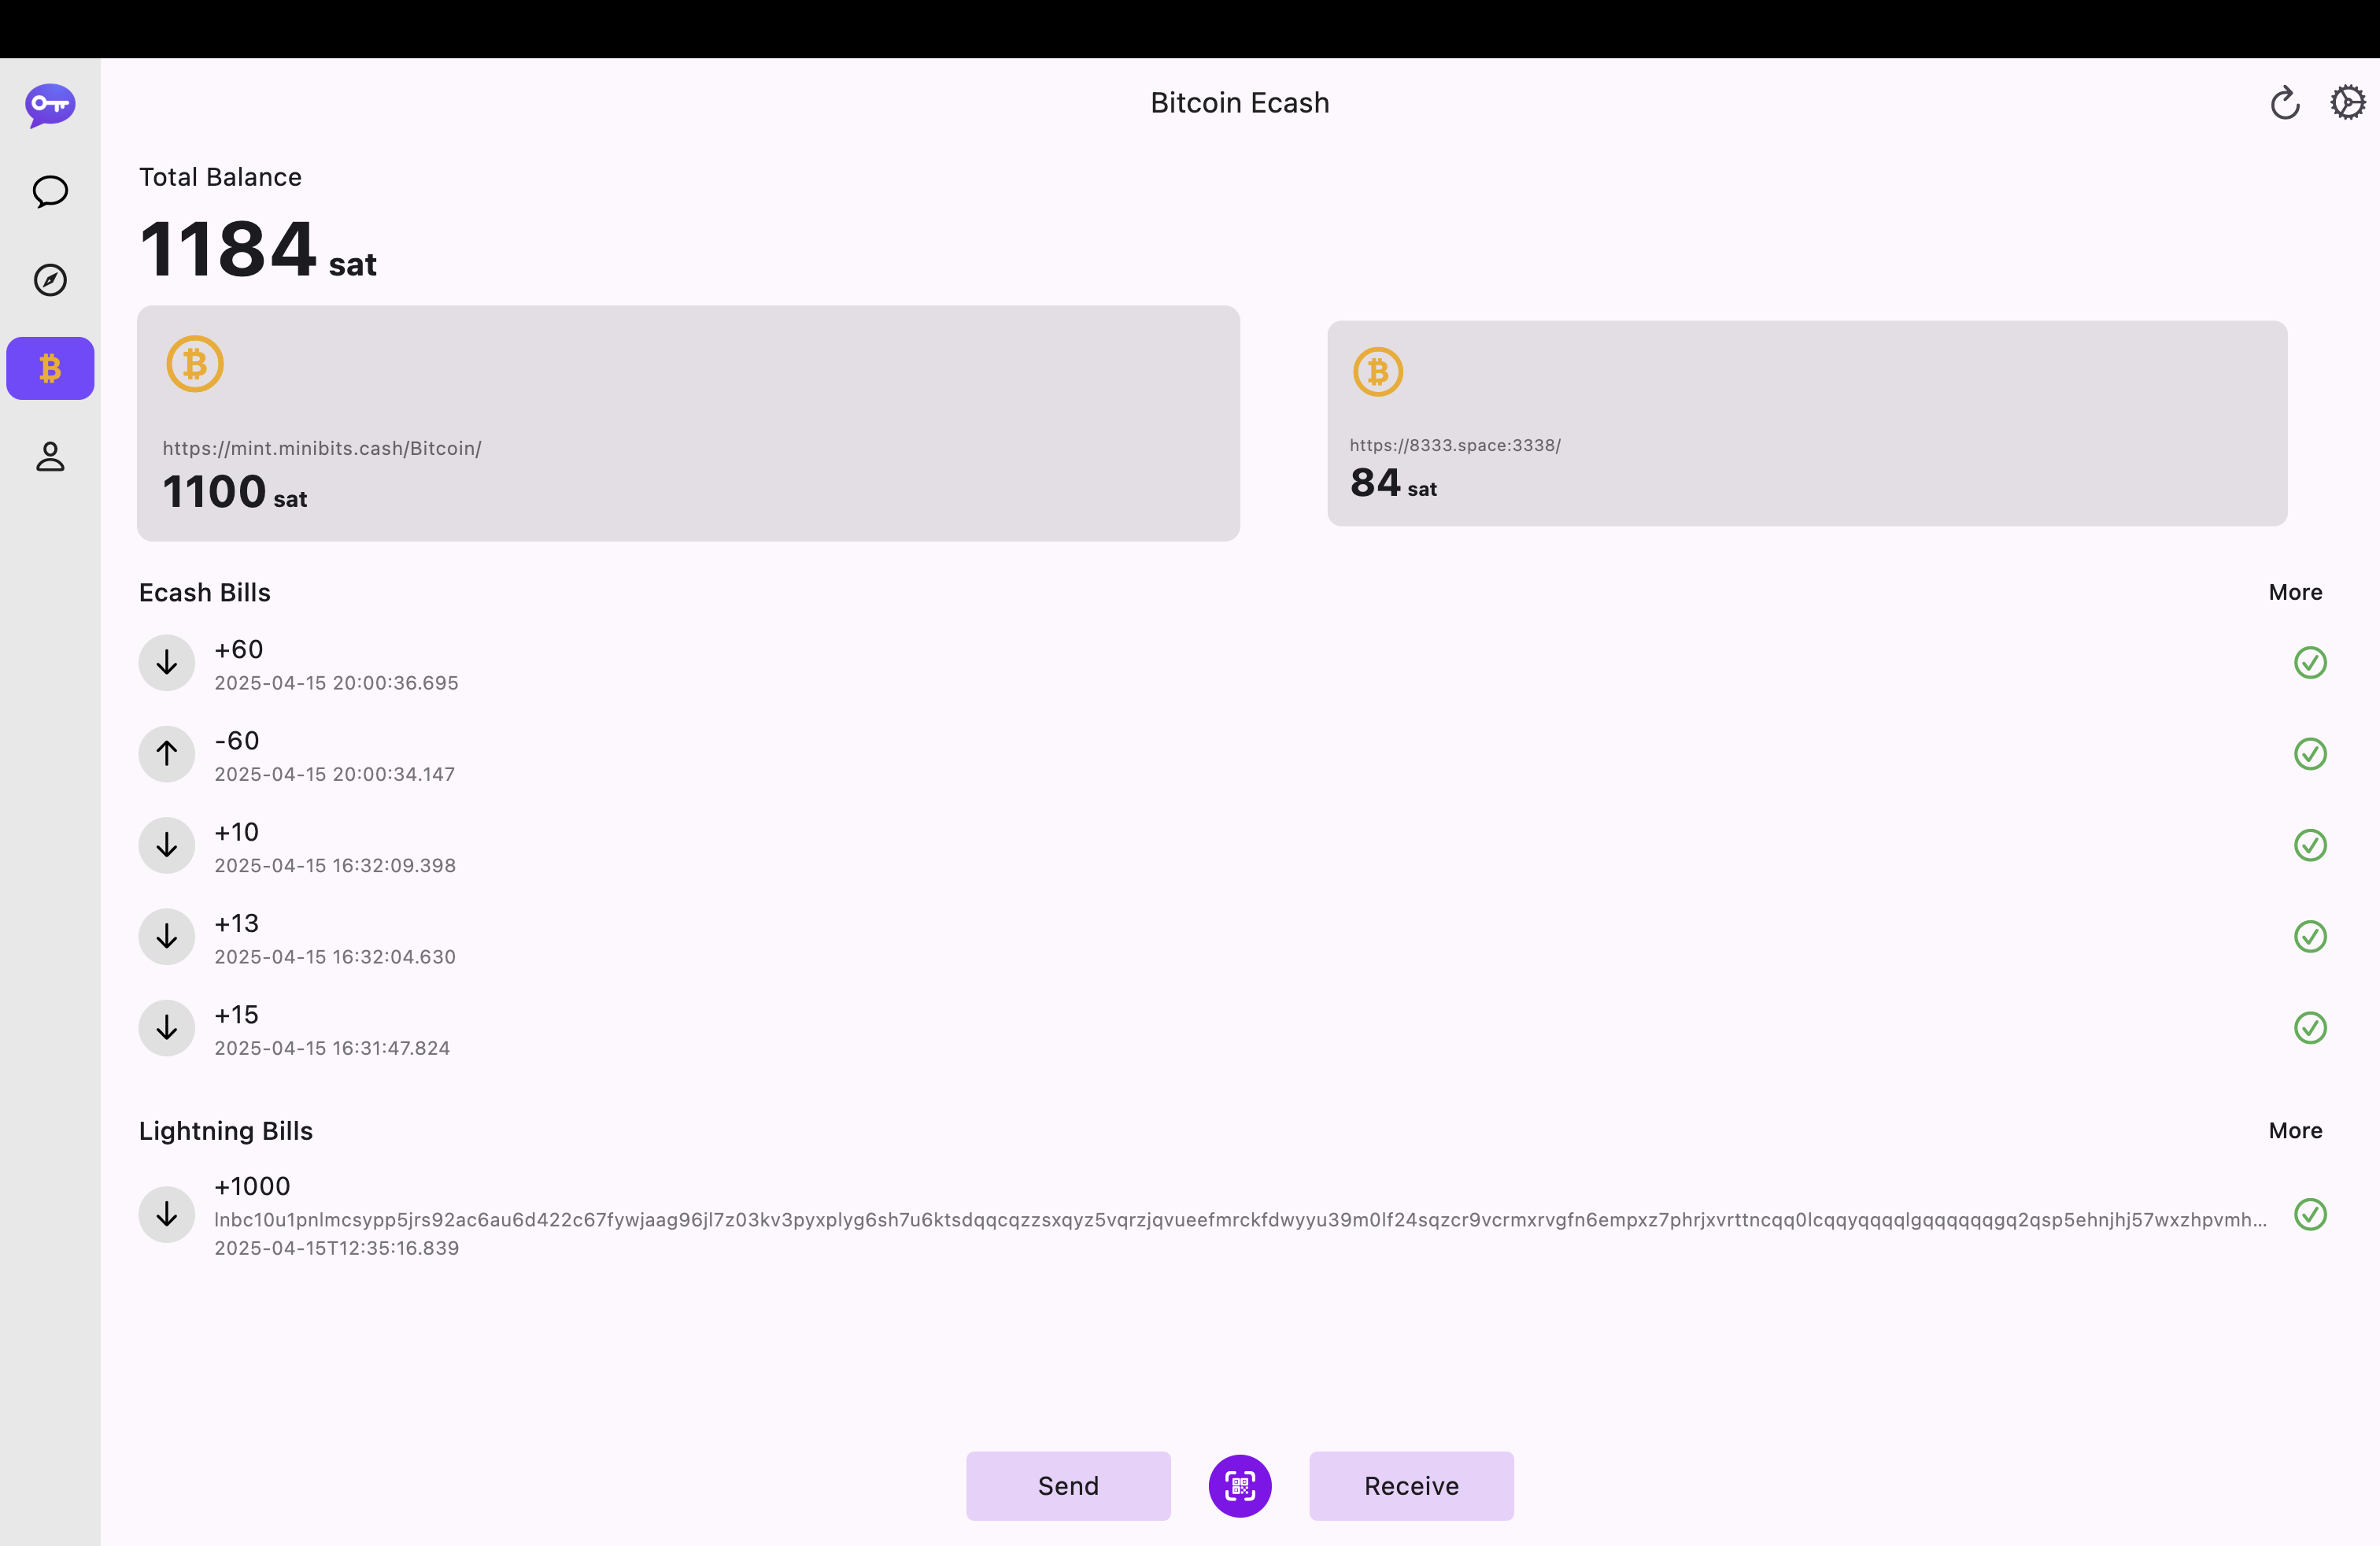 Bitcoin Ecash
Total Balance
1184 sat
https://mint.minibits.cash/Bitcoin/
1100 sat
https://8333.space:3338/
84 sat
Ecash Bills
More
+60
2025-04-15 20:00:36.695
-60
2025-04-15 20:00:34.147
+10
2025-04-15 16:32:09.398
+13
2025-04-15 16:32:04.630
+15
2025-04-15 16:31:47.824
Lightning Bills
More
+1000
lnbc10u1pnlmcsypp5jrs92ac6au6d422c67fywjaag96jl7z03kv3pyxplyg6sh7u6ktsdqqcqzzsxqyz5vqrzjqvueefmrckfdwyyu39m0lf24sqzcr9vcrmxrvgfn6empxz7phrjxvrttncqq0lcqqyqqqqlgqqqqqqgq2qsp5ehnjhj57wxzhpvmh...
2025-04-15T12:35:16.839
Send
Receive